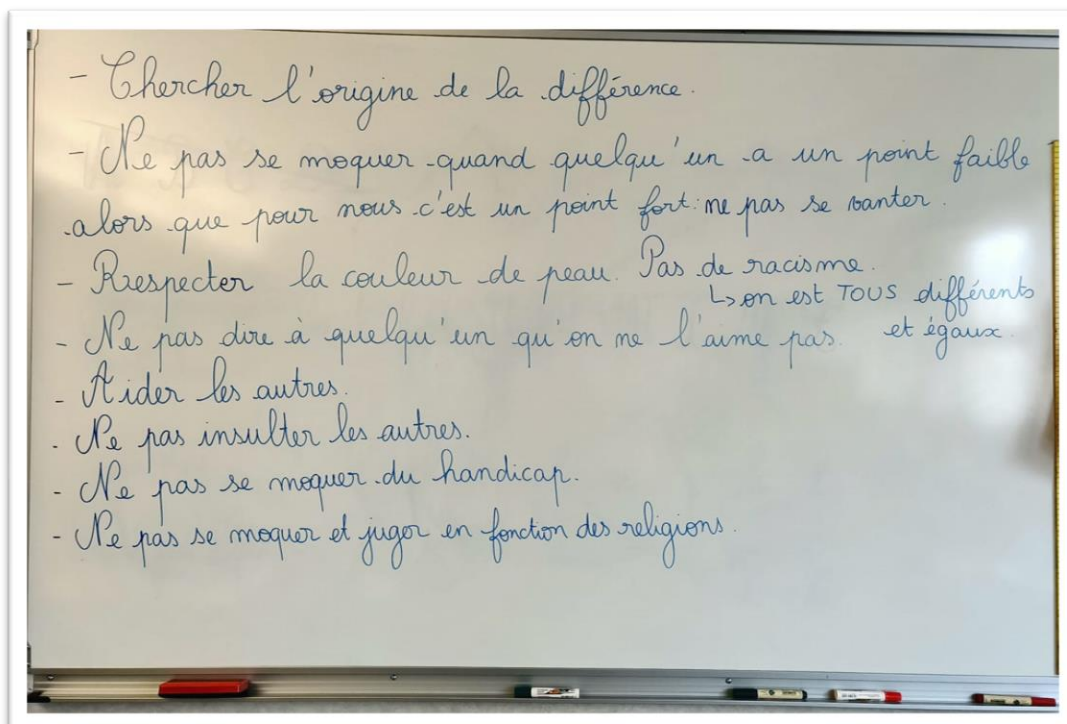 - Chercher l'origine de la différence.
- Ne pas se moquer quand quelqu'un a un point faible
alors que pour nous c'est un point fort : ne pas se vanter.
- Respecter la couleur de peau. Pas de racisme.
↳ on est TOUS différents
et égaux.
- Ne pas dire à quelqu'un qu'on ne l'aime pas.
- Aider les autres.
- Ne pas insulter les autres.
- Ne pas se moquer du handicap.
- Ne pas se moquer et juger en fonction des religions.